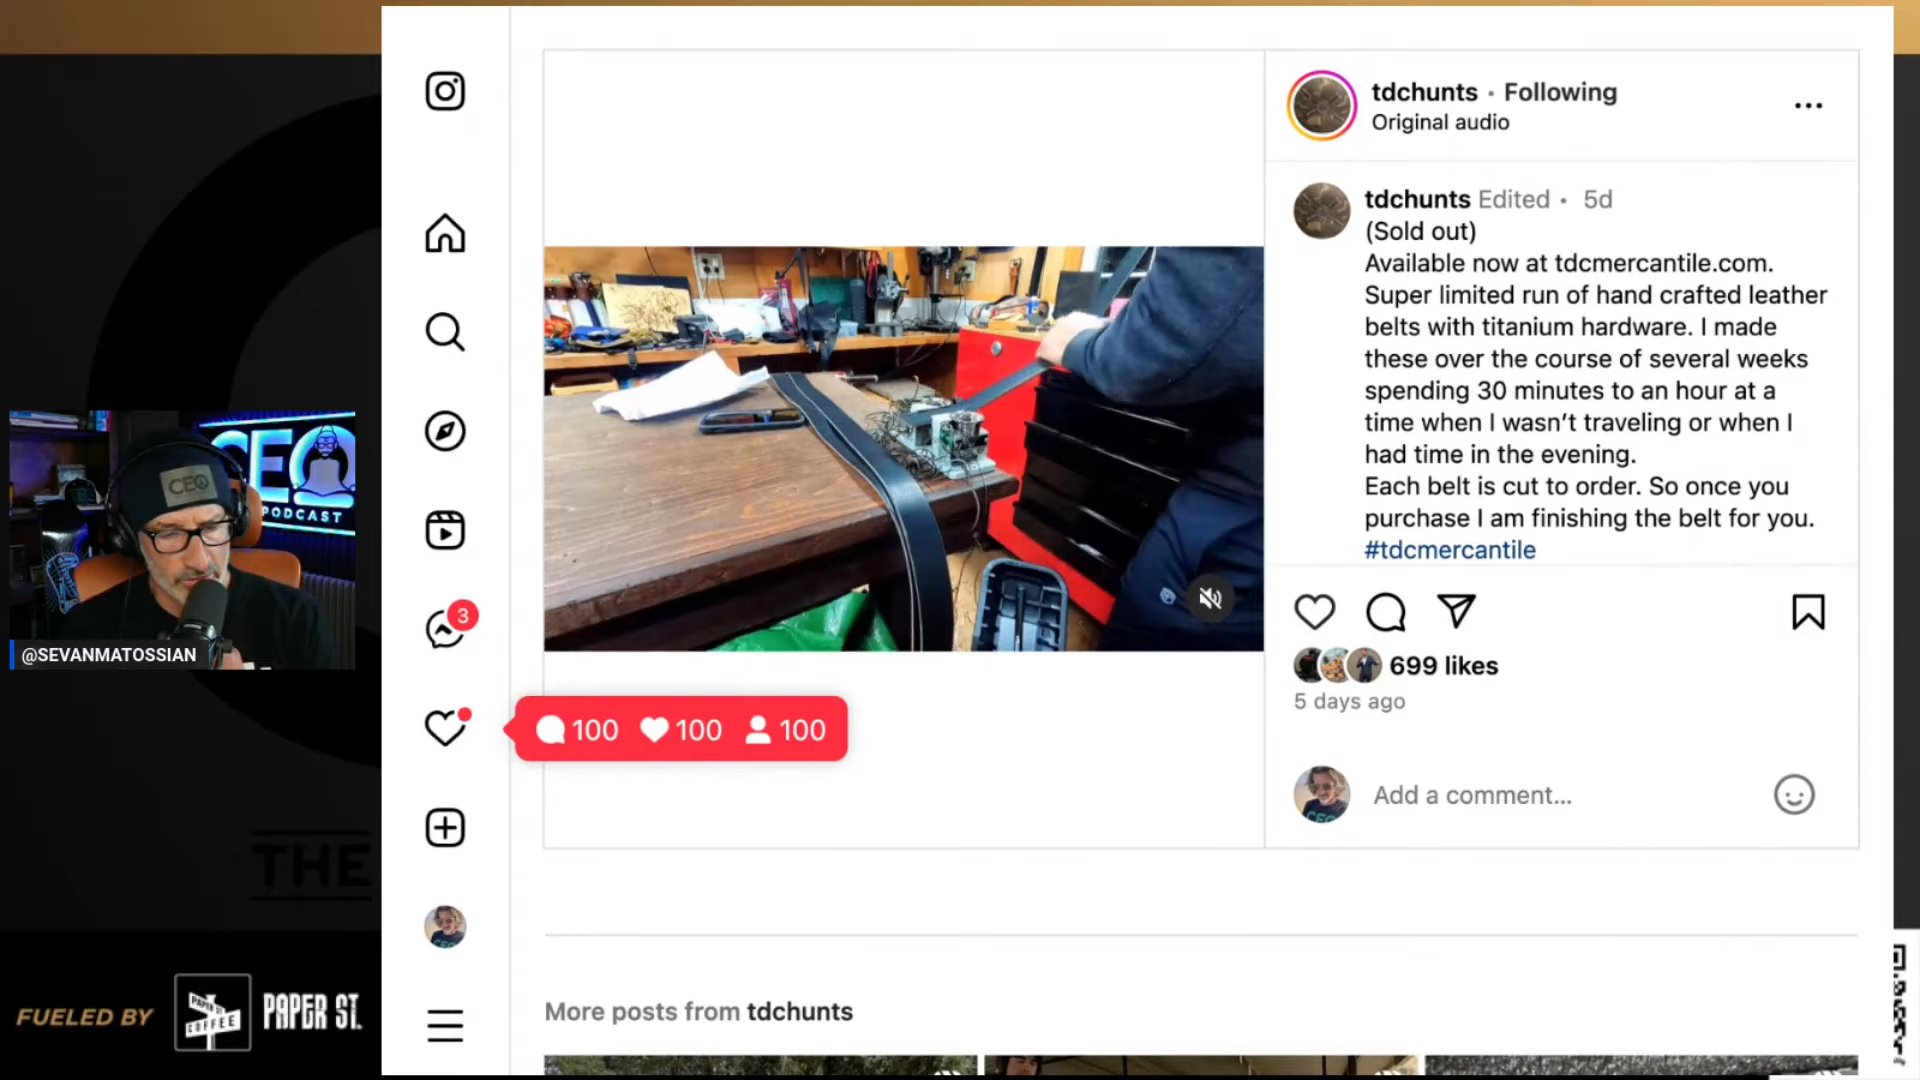 tdchunts • Following
Original audio
tdchunts Edited • 5d
(Sold out)
Available now at tdcmercantile.com.
Super limited run of hand crafted leather
belts with titanium hardware. I made
these over the course of several weeks
spending 30 minutes to an hour at a
time when I wasn’t traveling or when I
had time in the evening.
Each belt is cut to order. So once you
purchase I am finishing the belt for you.
#tdcmercantile
699 likes
5 days ago
Add a comment...
3
100 100 100
More posts from tdchunts
CEO
PODCAST
CEO
@SEVANMATOSSIAN
THE
FUELED BY
PAPER ST.
COFFEE
PAPER ST.